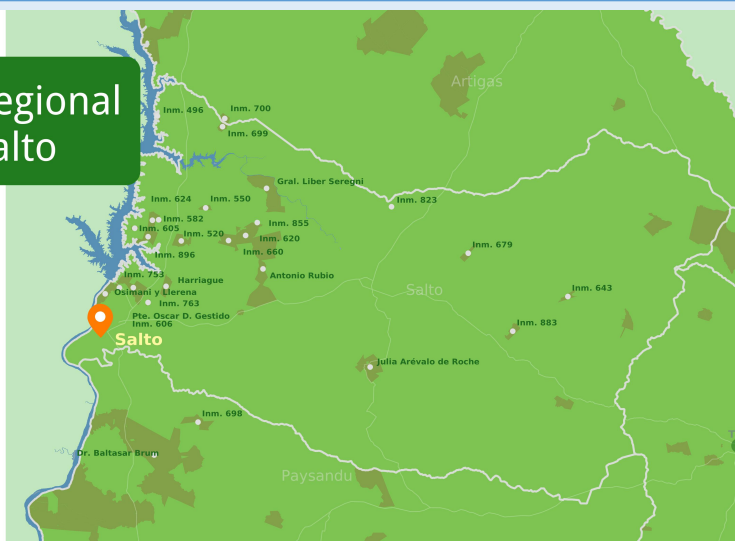 egional
alto
Artigas
Inm. 496
Inm. 700
Inm. 699
Gral. Liber Seregni
Inm. 823
Inm. 624
Inm. 550
Inm. 582
Inm. 605
Inm. 520
Inm. 855
Inm. 620
Inm. 660
Inm. 896
Inm. 679
Antonio Rubio
Inm. 753
Harriague
Osimani y Llerena
Inm. 763
Salto
Inm. 643
Pte. Oscar D. Gestido
Inm. 606
Inm. 883
Salto
Julia Arévalo de Roche
Inm. 698
Dr. Baltasar Brum
Paysandu